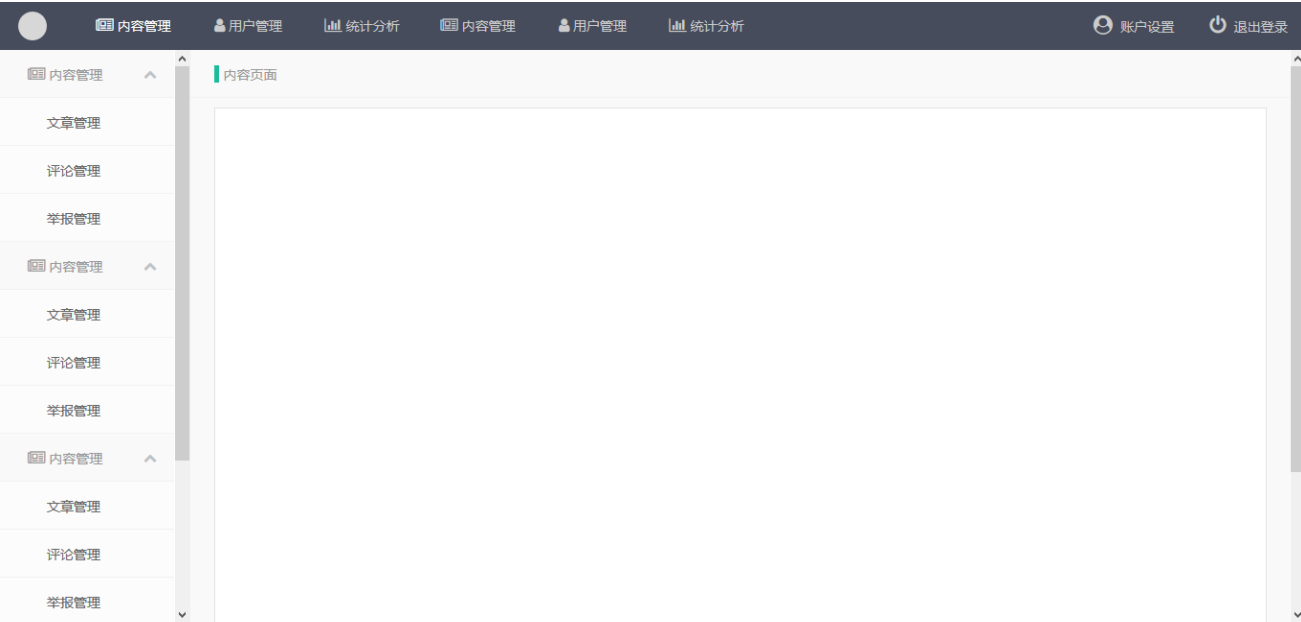 内容管理 用户管理 统计分析 内容管理 用户管理 统计分析 账户设置 退出登录
内容管理
文章管理
评论管理
举报管理
内容管理
文章管理
评论管理
举报管理
内容管理
文章管理
评论管理
举报管理
内容页面